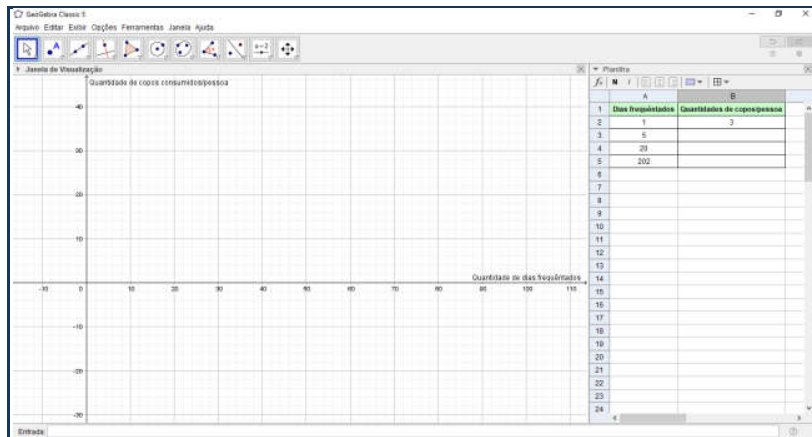 GeoGebra Classic 5
Arquivo Editar Exibir Opções Ferramentas Janela Ajuda
Janela de Visualização
Planilha
Quantidade de copos consumidos/pessoa
40
30
20
10
Quantidade de dias frequêntados
-10 0 10 20 30 40 50 60 70 80 90 100 110
-10
-20
-30
A B
1 Dias frequêntados Quantidades de copos/pessoa
2 1 3
3 5
4 20
5 202
6
7
8
9
10
11
12
13
14
15
16
17
18
19
20
21
22
23
24
Entrada: